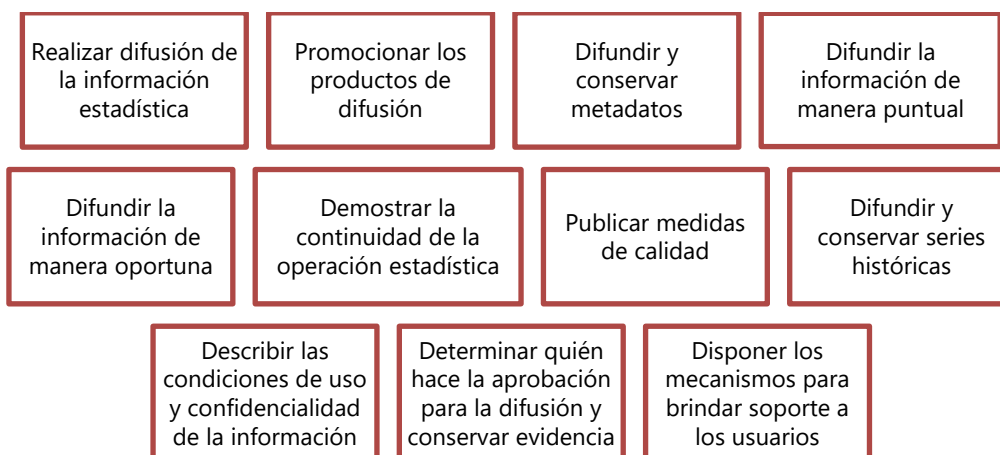 Realizar difusión de
la información
estadística
Promocionar los
productos de
difusión
Difundir y
conservar
metadatos
Difundir la
información de
manera puntual
Difundir la
información de
manera oportuna
Demostrar la
continuidad de la
operación estadística
Publicar medidas
de calidad
Difundir y
conservar series
históricas
Describir las
condiciones de uso
y confidencialidad
de la información
Determinar quién
hace la aprobación
para la difusión y
conservar evidencia
Disponer los
mecanismos para
brindar soporte a
los usuarios